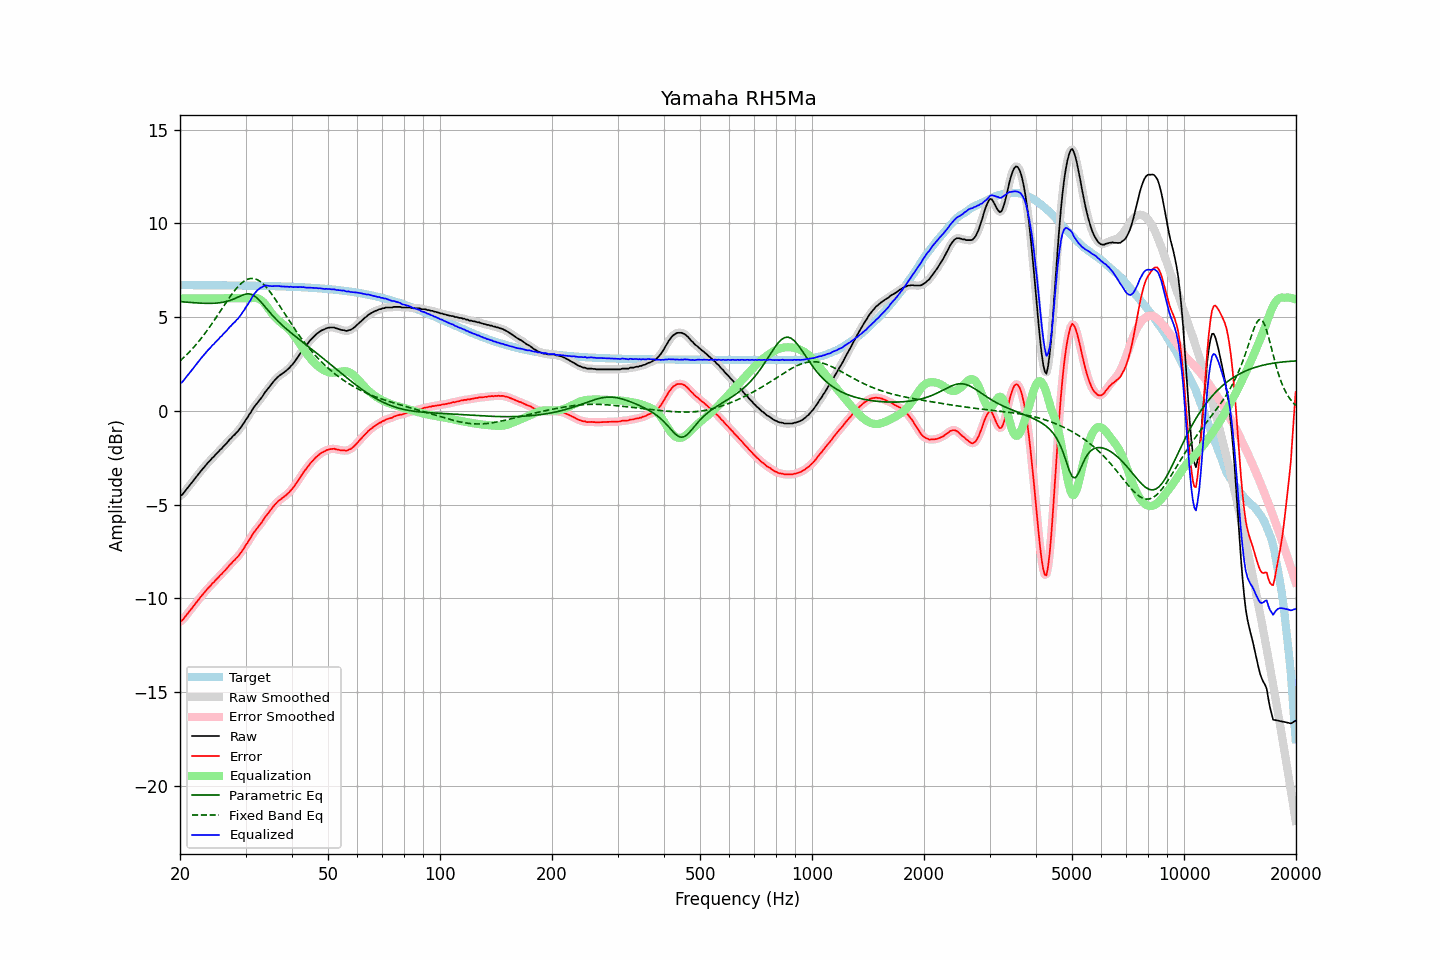 Yamaha RH5Ma
Amplitude (dBr)
15
10
5
0
−5
−10
−15
−20
Target
Raw Smoothed
Error Smoothed
Raw
Error
Equalization
Parametric Eq
Fixed Band Eq
Equalized
20 50 100 200 500 1000 2000 5000 10000 20000
Frequency (Hz)